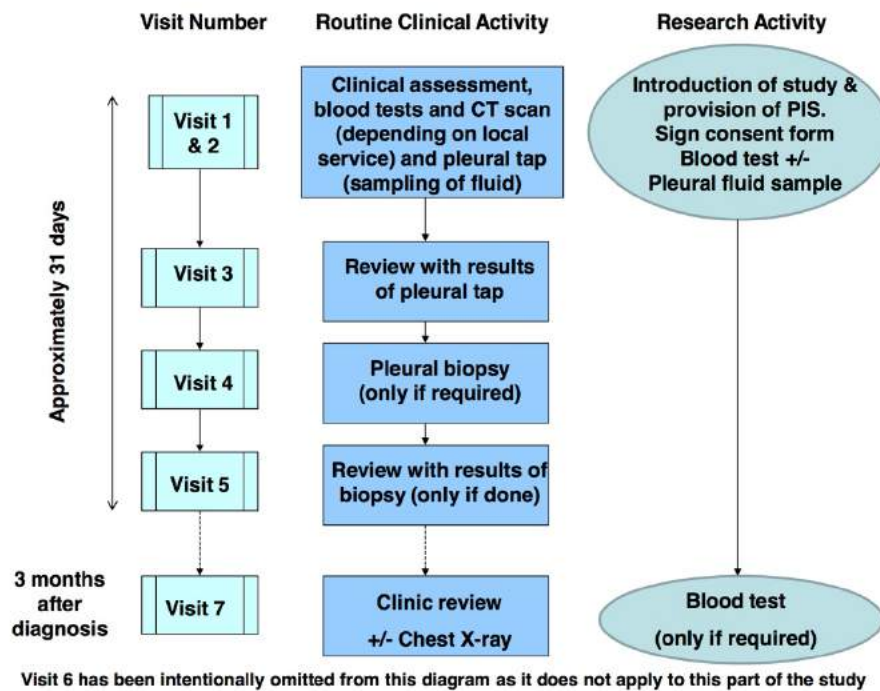 Visit Number
Routine Clinical Activity
Research Activity
Approximately 31 days
Visit 1
& 2
Clinical assessment,
blood tests and CT scan
(depending on local
service) and pleural tap
(sampling of fluid)
Introduction of study &
provision of PIS.
Sign consent form
Blood test +/-
Pleural fluid sample
Visit 3
Review with results
of pleural tap
Visit 4
Pleural biopsy
(only if required)
Visit 5
Review with results of
biopsy (only if done)
3 months
after
diagnosis
Visit 7
Clinic review
+/- Chest X-ray
Blood test
(only if required)
Visit 6 has been intentionally omitted from this diagram as it does not apply to this part of the study